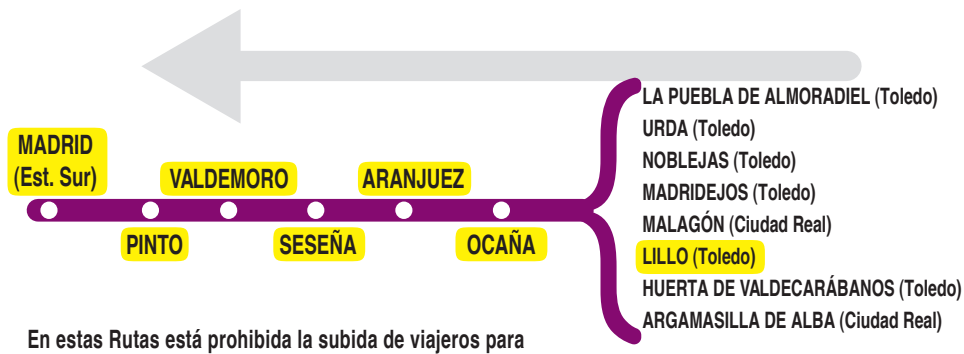 MADRID
(Est. Sur)
PINTO
VALDEMORO
SESEÑA
ARANJUEZ
OCAÑA
LA PUEBLA DE ALMORADIEL (Toledo)
URDA (Toledo)
NOBLEJAS (Toledo)
MADRIDEJOS (Toledo)
MALAGÓN (Ciudad Real)
LILLO (Toledo)
HUERTA DE VALDECARÁBANOS (Toledo)
ARGAMASILLA DE ALBA (Ciudad Real)
En estas Rutas está prohibida la subida de viajeros para